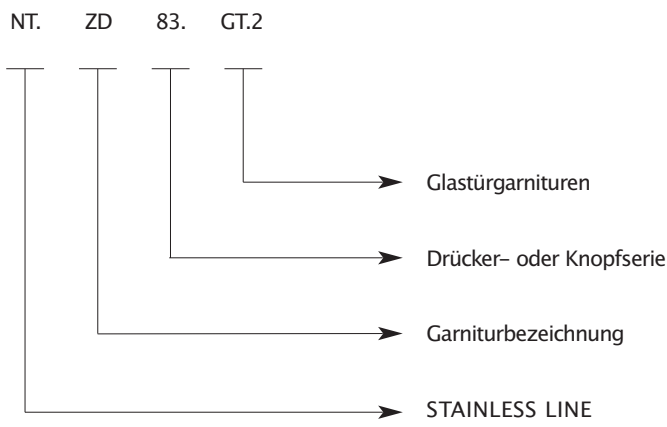 NT. ZD 83. GT.2
Glastürgarnituren
Drücker– oder Knopfserie
Garniturbezeichnung
STAINLESS LINE